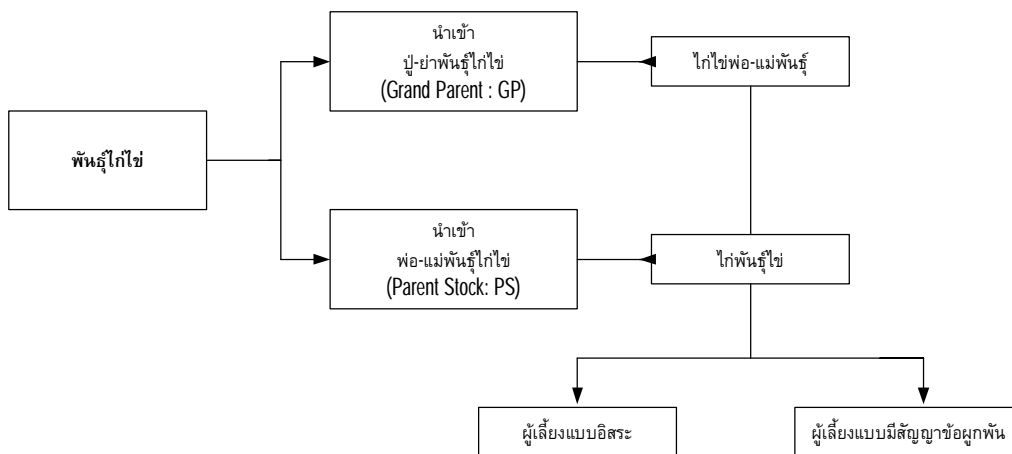 นำเข้า
ปู่-ย่าพันธุ์ไก่ไข่
(Grand Parent : GP)
ไก่ไข่พ่อ-แม่พันธุ์
พันธุ์ไก่ไข่
นำเข้า
พ่อ-แม่พันธุ์ไก่ไข่
(Parent Stock: PS)
ไก่พันธุ์ไข่
ผู้เลี้ยงแบบอิสระ
ผู้เลี้ยงแบบมีสัญญาข้อผูกพัน